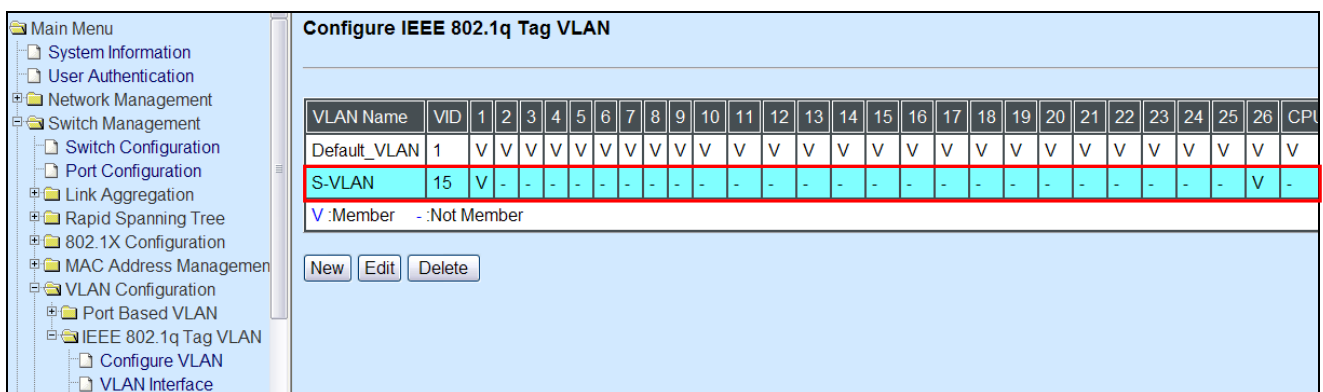 Main Menu
System Information
User Authentication
Network Management
Switch Management
Switch Configuration
Port Configuration
Link Aggregation
Rapid Spanning Tree
802.1X Configuration
MAC Address Managemen
VLAN Configuration
Port Based VLAN
IEEE 802.1q Tag VLAN
Configure VLAN
VLAN Interface
Configure IEEE 802.1q Tag VLAN
VLAN Name VID 1 2 3 4 5 6 7 8 9 10 11 12 13 14 15 16 17 18 19 20 21 22 23 24 25 26 CPU
Default_VLAN 1 V V V V V V V V V V V V V V V V V V V V V V V V V V V
S-VLAN 15 V - - - - - - - - - - - - - - - - - - - - - - - - V -
V :Member - :Not Member
New Edit Delete